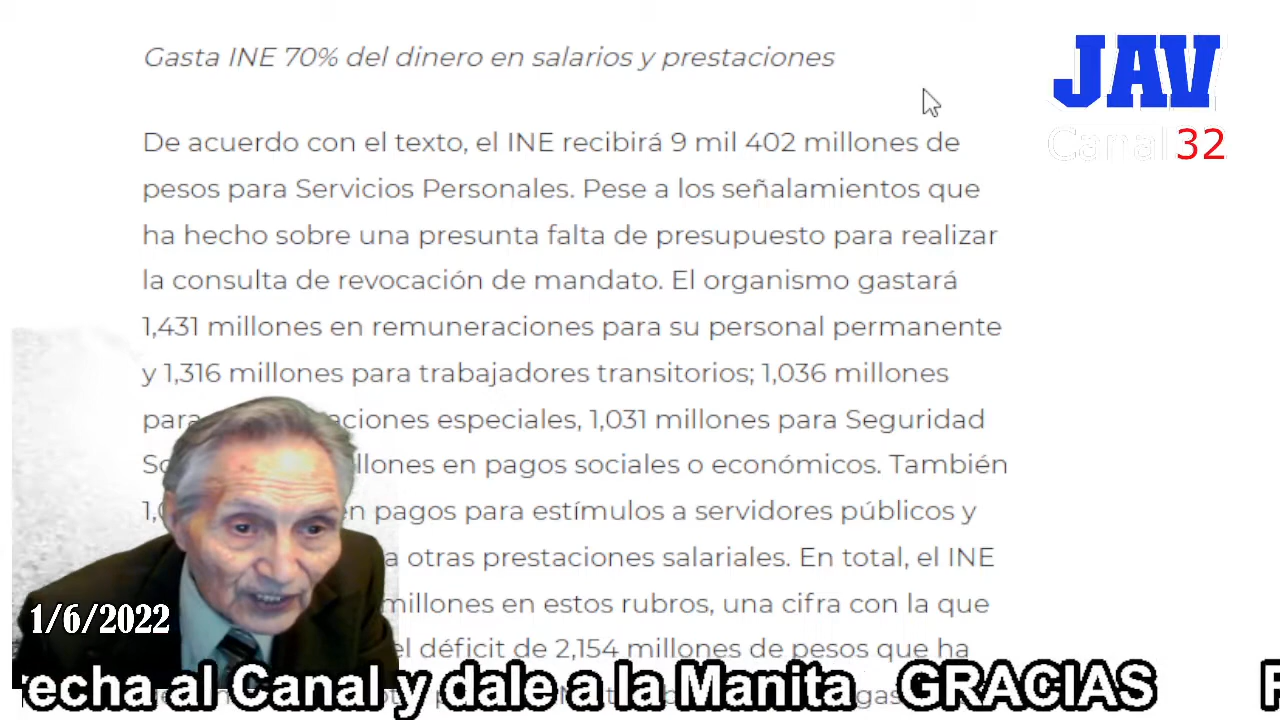 Gasta INE 70% del dinero en salarios y prestaciones
JAV
Canal 32
De acuerdo con el texto, el INE recibirá 9 mil 402 millones de
pesos para Servicios Personales. Pese a los señalamientos que
ha hecho sobre una presunta falta de presupuesto para realizar
la consulta de revocación de mandato. El organismo gastará
1,431 millones en remuneraciones para su personal permanente
y 1,316 millones para trabajadores transitorios; 1,036 millones
para aciones especiales, 1,031 millones para Seguridad
llones en pagos sociales o económicos. También
en pagos para estímulos a servidores públicos y
a otras prestaciones salariales. En total, el INE
millones en estos rubros, una cifra con la que
el déficit de 2,154 millones de pesos que ha
1/6/2022
echa al Canal y dale a la Manita GRACIAS